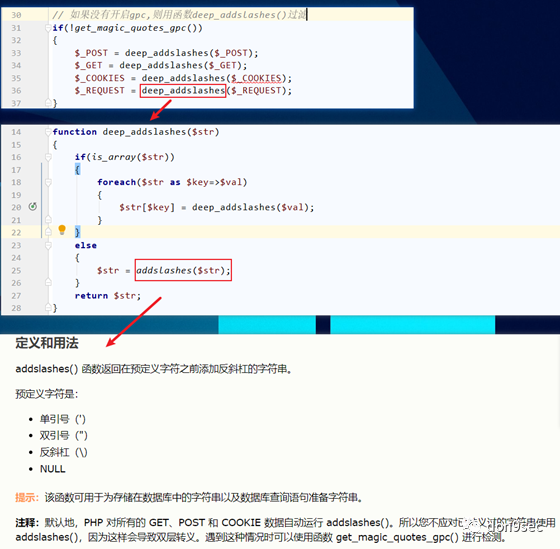 30 // 如果没有开启gpc,则用函数deep_addslashes()过滤
31 if(!get_magic_quotes_gpc())
32 {
33 $_POST = deep_addslashes($_POST);
34 $_GET = deep_addslashes($_GET);
35 $_COOKIES = deep_addslashes($_COOKIES);
36 $_REQUEST = deep_addslashes($_REQUEST);
37 }
14 function deep_addslashes($str)
15 {
16 if(is_array($str))
17 {
18 foreach($str as $key=>$val)
19 {
20 $str[$key] = deep_addslashes($val);
21 }
22 }
23 else
24 {
25 $str = addslashes($str);
26 }
27 return $str;
28 }
定义和用法
addslashes() 函数返回在预定义字符之前添加反斜杠的字符串。
预定义字符是:
• 单引号 (')
• 双引号 (")
• 反斜杠 (\)
• NULL
提示: 该函数可用于为存储在数据库中的字符串以及数据库查询语句准备字符串。
注释: 默认地,PHP 对所有的 GET、POST 和 COOKIE 数据自动运行 addslashes()。所以您不应对已转义过的字符串使用
addslashes(),因为这样会导致双层转义。遇到这种情况时可以使用函数 get_magic_quotes_gpc() 进行检测。